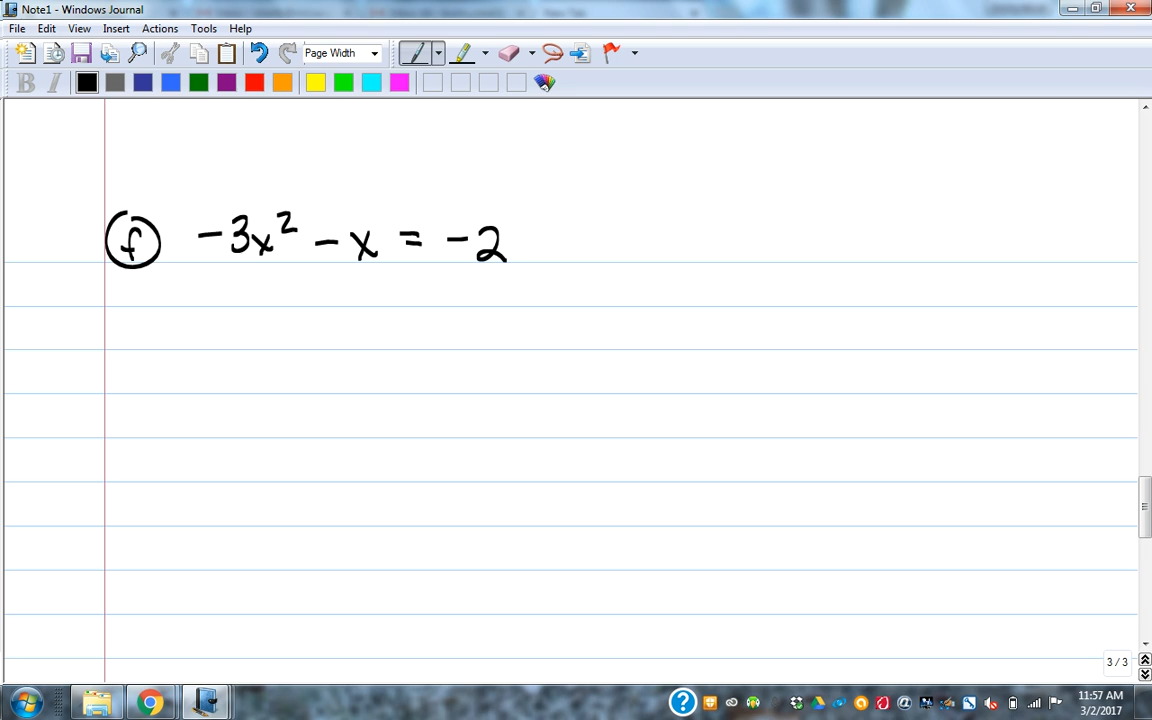 Note1 - Windows Journal
File Edit View Insert Actions Tools Help
Page Width
B I
f -3x² - x = -2
3 / 3
11:57 AM
3/2/2017